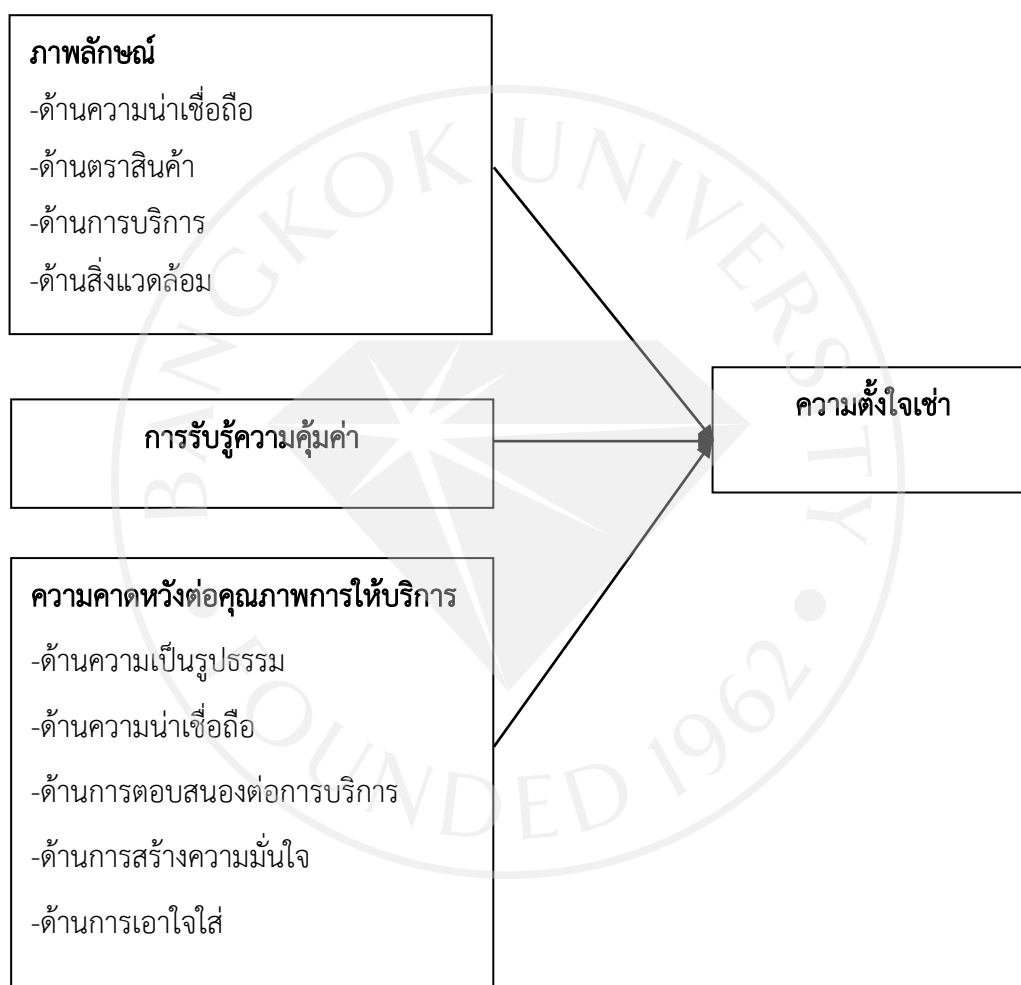 ภาพลักษณ์
-ด้านความน่าเชื่อถือ
-ด้านตราสินค้า
-ด้านการบริการ
-ด้านสิ่งแวดล้อม
การรับรู้ความคุ้มค่า
ความตั้งใจเช่า
ความคาดหวังต่อคุณภาพการให้บริการ
-ด้านความเป็นรูปธรรม
-ด้านความน่าเชื่อถือ
-ด้านการตอบสนองต่อการบริการ
-ด้านการสร้างความมั่นใจ
-ด้านการเอาใจใส่
BANGKOK UNIVERSITY
FOUNDED 1962